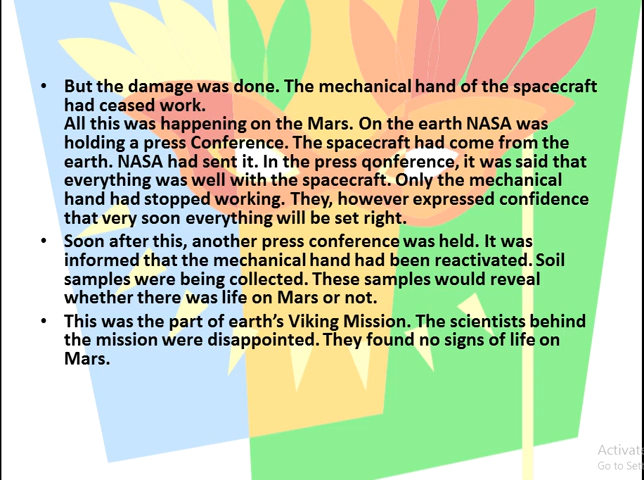 • But the damage was done. The mechanical hand of the spacecraft
had ceased work.
All this was happening on the Mars. On the earth NASA was
holding a press Conference. The spacecraft had come from the
earth. NASA had sent it. In the press qonference, it was said that
everything was well with the spacecraft. Only the mechanical
hand had stopped working. They, however expressed confidence
that very soon everything will be set right.
• Soon after this, another press conference was held. It was
informed that the mechanical hand had been reactivated. Soil
samples were being collected. These samples would reveal
whether there was life on Mars or not.
• This was the part of earth's Viking Mission. The scientists behind
the mission were disappointed. They found no signs of life on
Mars.
Activat
Go to Set